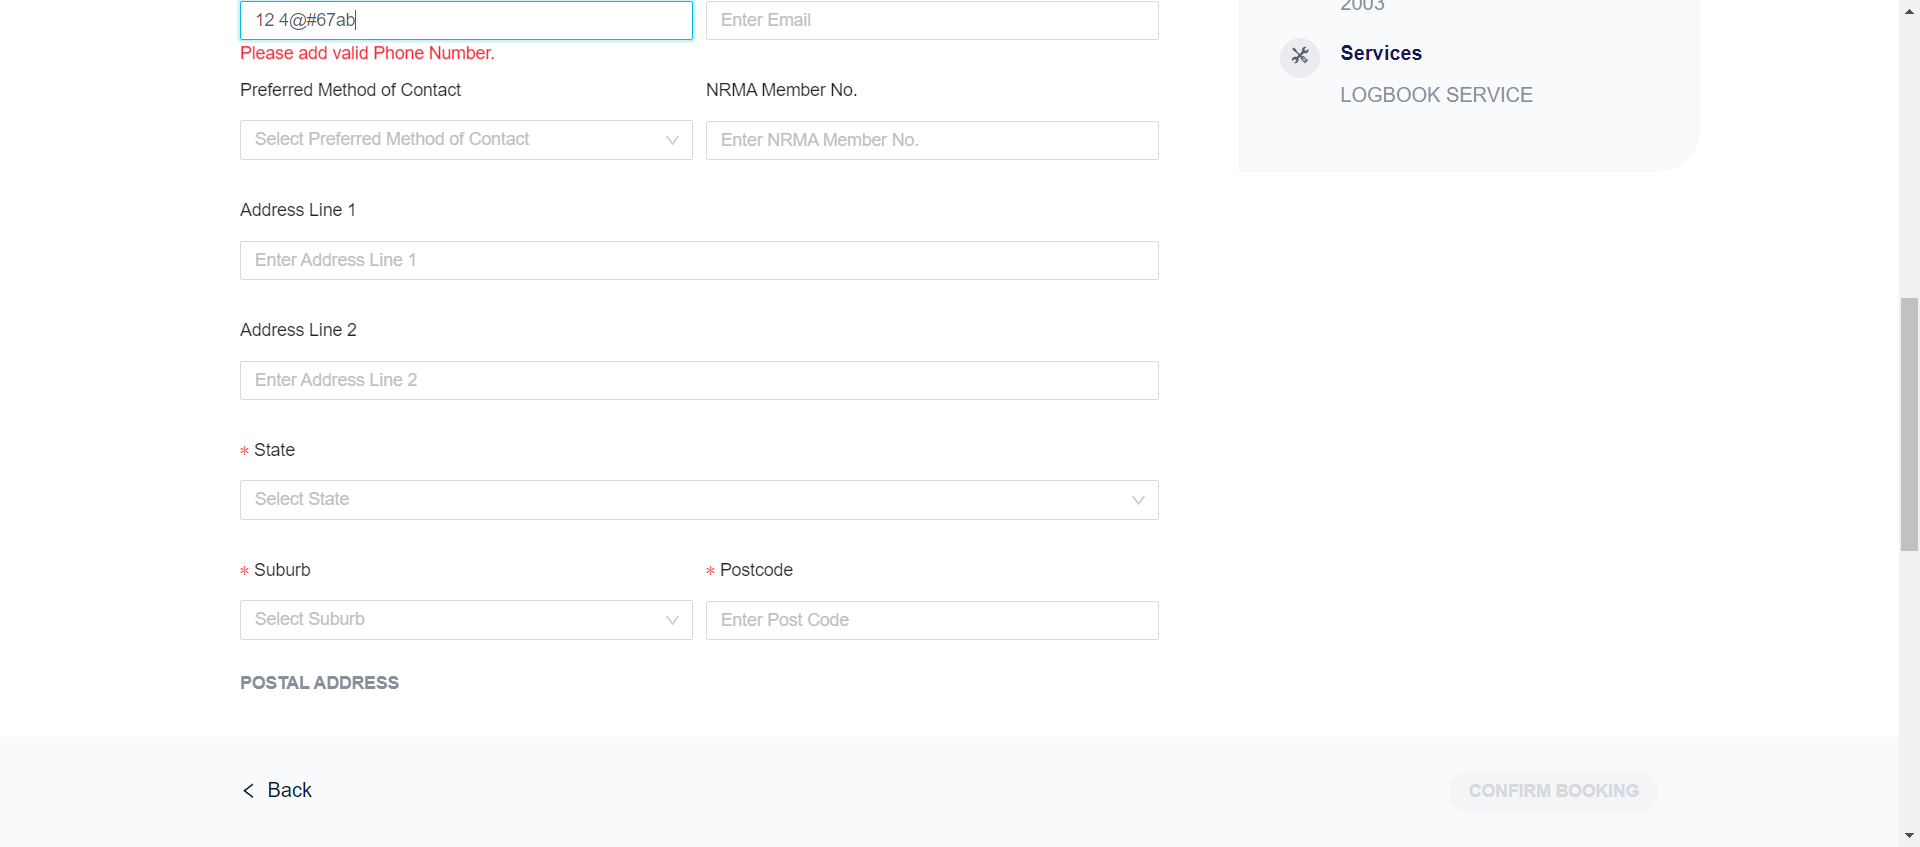 12 4@#67ab
Enter Email
Please add valid Phone Number.
Preferred Method of Contact
NRMA Member No.
Select Preferred Method of Contact
Enter NRMA Member No.
Address Line 1
Enter Address Line 1
Address Line 2
Enter Address Line 2
* State
Select State
* Suburb
* Postcode
Select Suburb
Enter Post Code
POSTAL ADDRESS
2003
Services
LOGBOOK SERVICE
Back
CONFIRM BOOKING